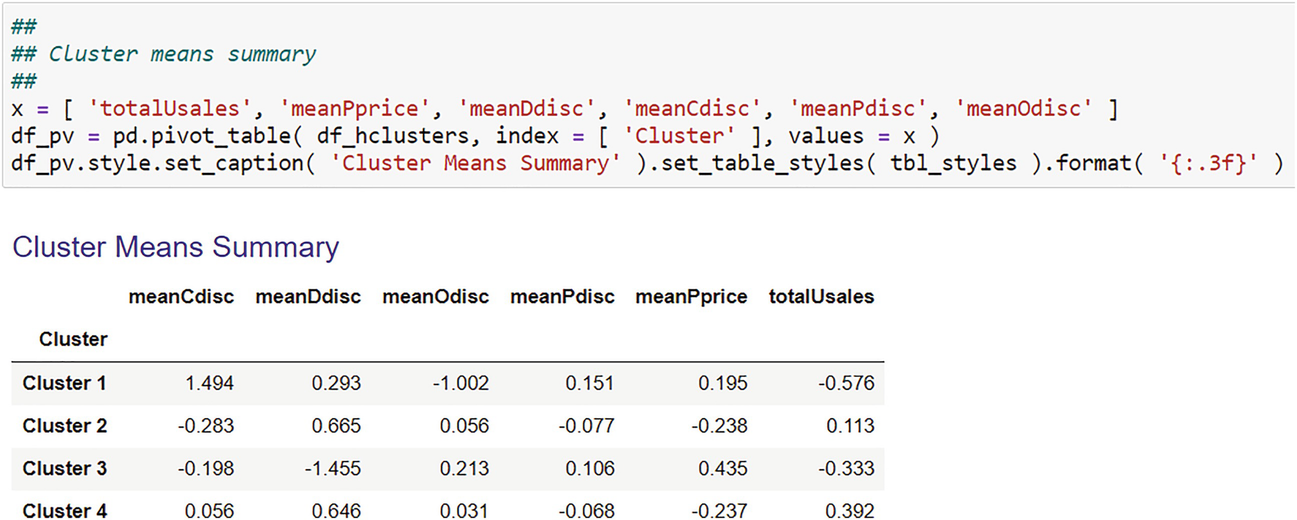 ##
## Cluster means summary
##
x = [ 'totalUsales', 'meanPprice', 'meanDdisc', 'meanCdisc', 'meanPdisc', 'meanOdisc' ]
df_pv = pd.pivot_table( df_hclusters, index = [ 'Cluster' ], values = x )
df_pv.style.set_caption( 'Cluster Means Summary' ).set_table_styles( tbl_styles ).format( '{:.3f}' )
Cluster Means Summary
meanCdisc meanDdisc meanOdisc meanPdisc meanPprice totalUsales
Cluster
Cluster 1 1.494 0.293 -1.002 0.151 0.195 -0.576
Cluster 2 -0.283 0.665 0.056 -0.077 -0.238 0.113
Cluster 3 -0.198 -1.455 0.213 0.106 0.435 -0.333
Cluster 4 0.056 0.646 0.031 -0.068 -0.237 0.392